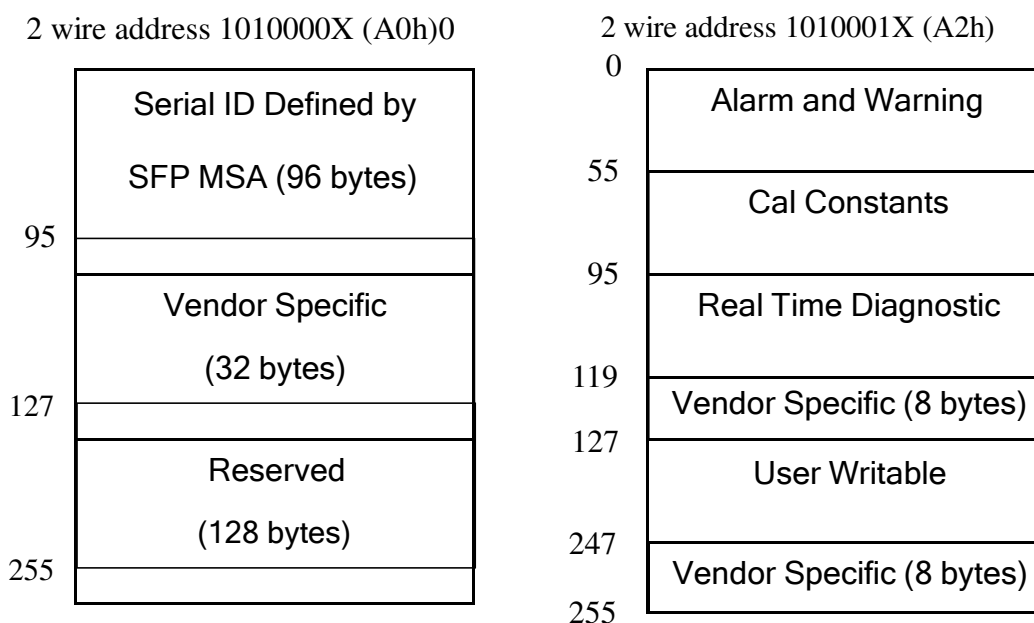 2 wire address 1010000X (A0h)0
Serial ID Defined by
SFP MSA (96 bytes)
95
Vendor Specific
(32 bytes)
127
Reserved
(128 bytes)
255
2 wire address 1010001X (A2h)
0
Alarm and Warning
55
Cal Constants
95
Real Time Diagnostic
119
Vendor Specific (8 bytes)
127
User Writable
247
Vendor Specific (8 bytes)
255